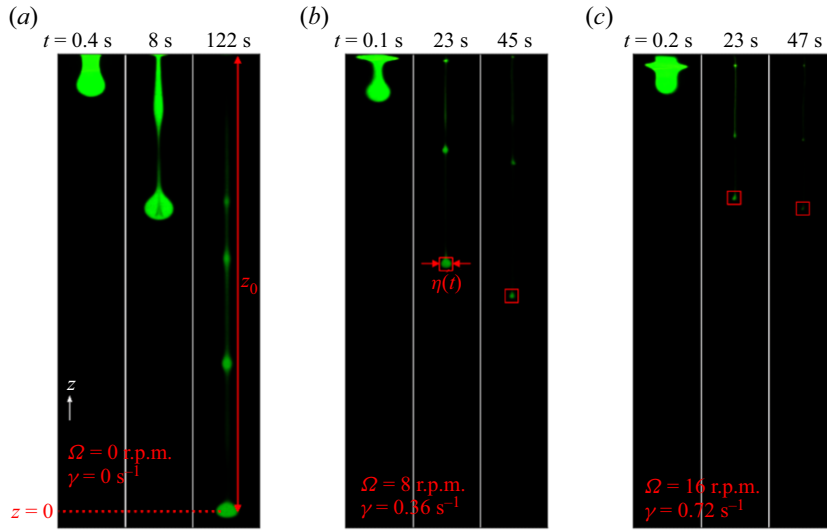 (a) (b) (c)
t = 0.4 s 8 s 122 s 0.1 s 23 s 45 s 0.2 s 23 s 47 s
z₀
η(t)
z
Ω = 0 r.p.m. Ω = 8 r.p.m. Ω = 16 r.p.m.
γ = 0 s⁻¹ γ = 0.36 s⁻¹ γ = 0.72 s⁻¹
z = 0